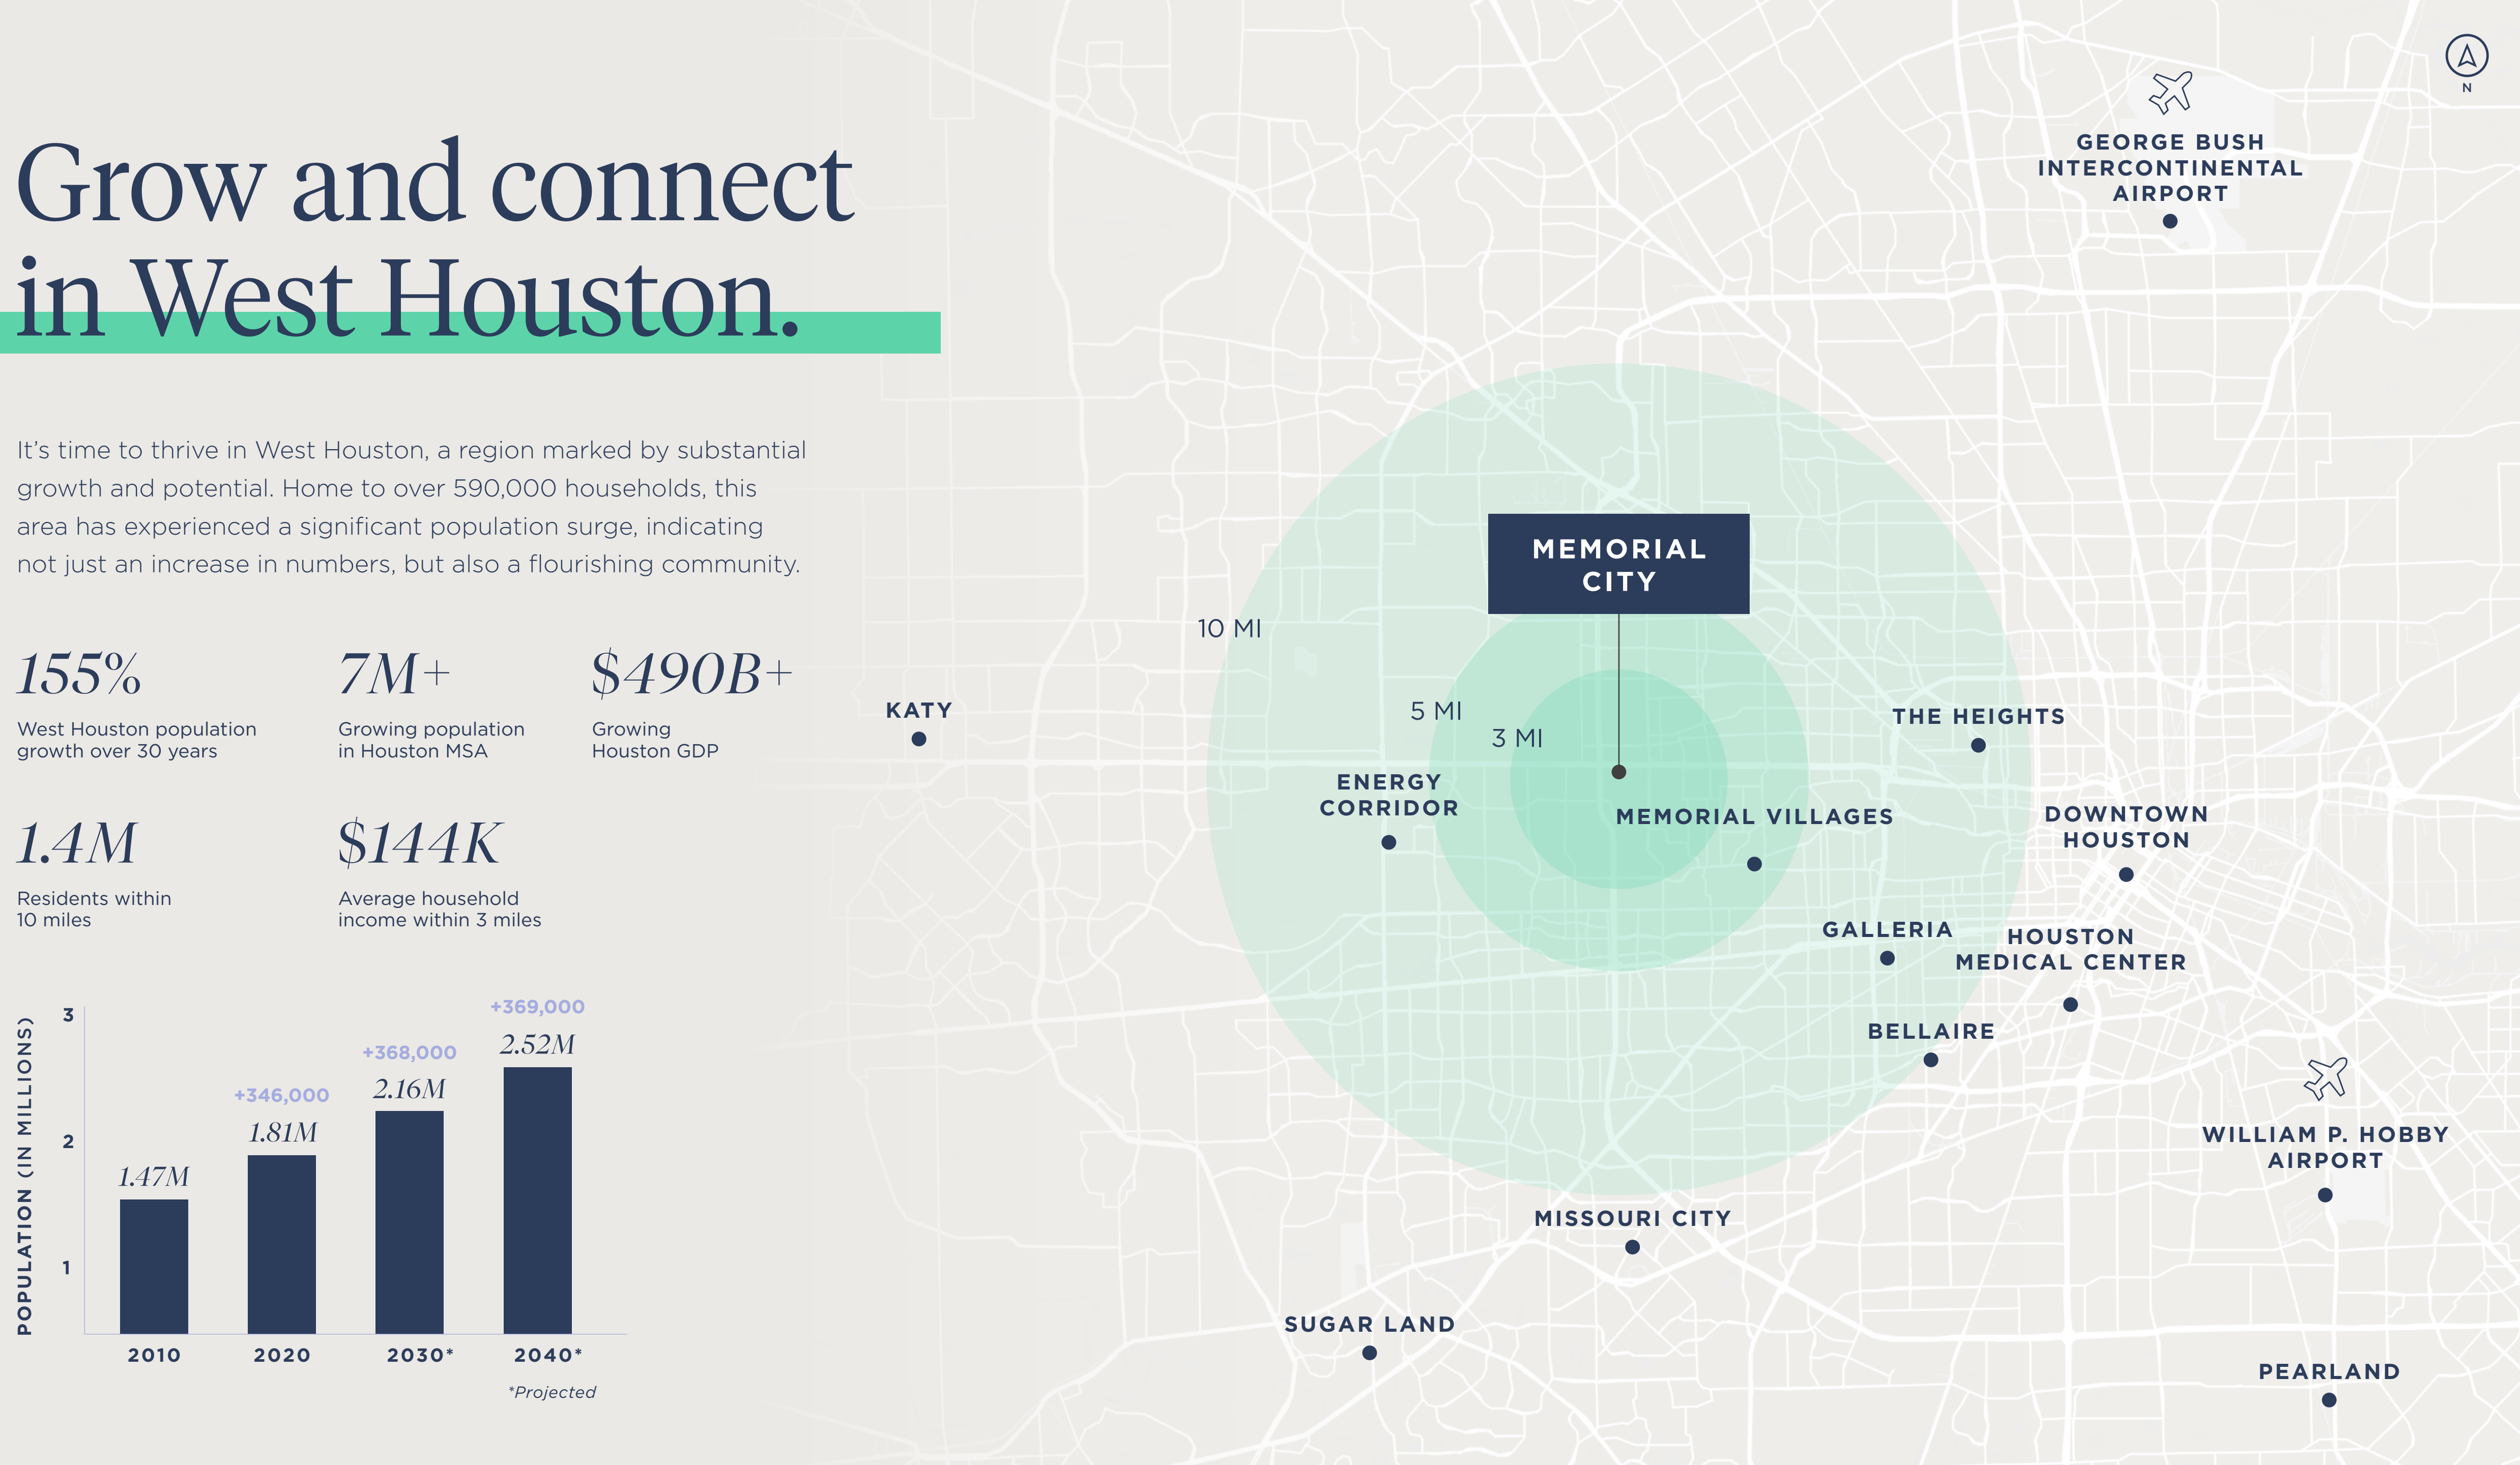 Grow and connect
in West Houston.
It's time to thrive in West Houston, a region marked by substantial
growth and potential. Home to over 590,000 households, this
area has experienced a significant population surge, indicating
not just an increase in numbers, but also a flourishing community.
155%
West Houston population
growth over 30 years
7M+
Growing population
in Houston MSA
$490B+
Growing
Houston GDP
1.4M
Residents within
10 miles
$144K
Average household
income within 3 miles
POPULATION (IN MILLIONS)
3
2
1
1.47M
+346,000
1.81M
+368,000
2.16M
+369,000
2.52M
2010
2020
2030*
2040*
*Projected
N
GEORGE BUSH
INTERCONTINENTAL
AIRPORT
MEMORIAL
CITY
10 MI
5 MI
3 MI
KATY
THE HEIGHTS
ENERGY
CORRIDOR
MEMORIAL VILLAGES
DOWNTOWN
HOUSTON
GALLERIA
HOUSTON
MEDICAL CENTER
BELLAIRE
WILLIAM P. HOBBY
AIRPORT
MISSOURI CITY
SUGAR LAND
PEARLAND